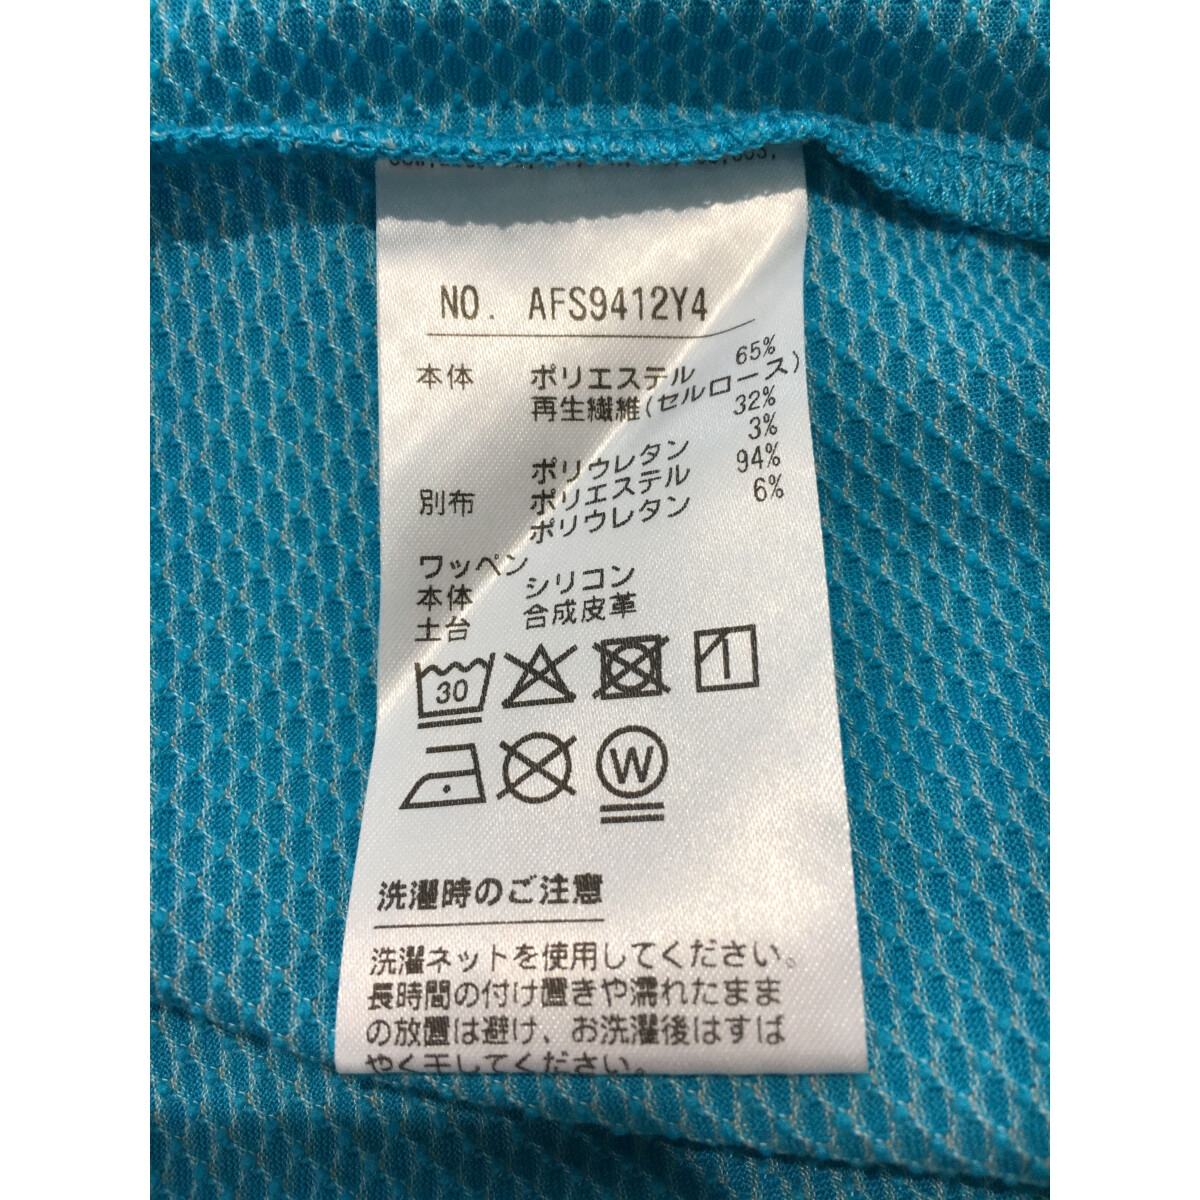 NO. AFS9412Y4
本体 ポリエステル 65%
再生繊維(セルロース)
32%
ポリウレタン 3%
別布 ポリエステル 94%
ポリウレタン 6%
ワッペン
本体 シリコン
土台 合成皮革
30
W
洗濯時のご注意
洗濯ネットを使用してください。
長時間の付け置きや濡れたまま
の放置は避け、お洗濯後はすば
やく干してください。